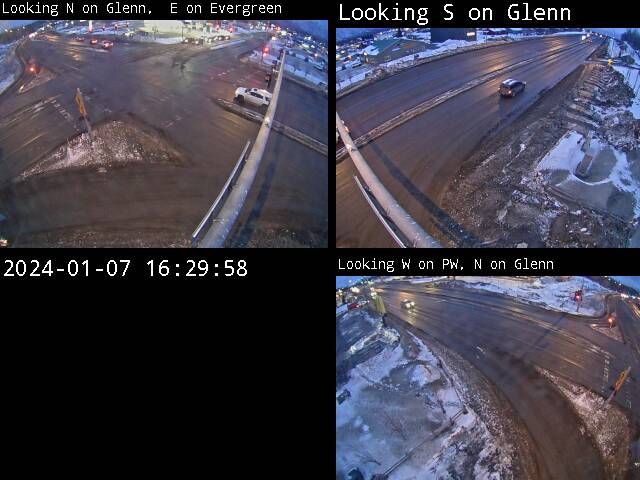 Looking N on Glenn,  E on Evergreen
Looking S on Glenn
2024-01-07 16:29:58
Looking W on PW, N on Glenn